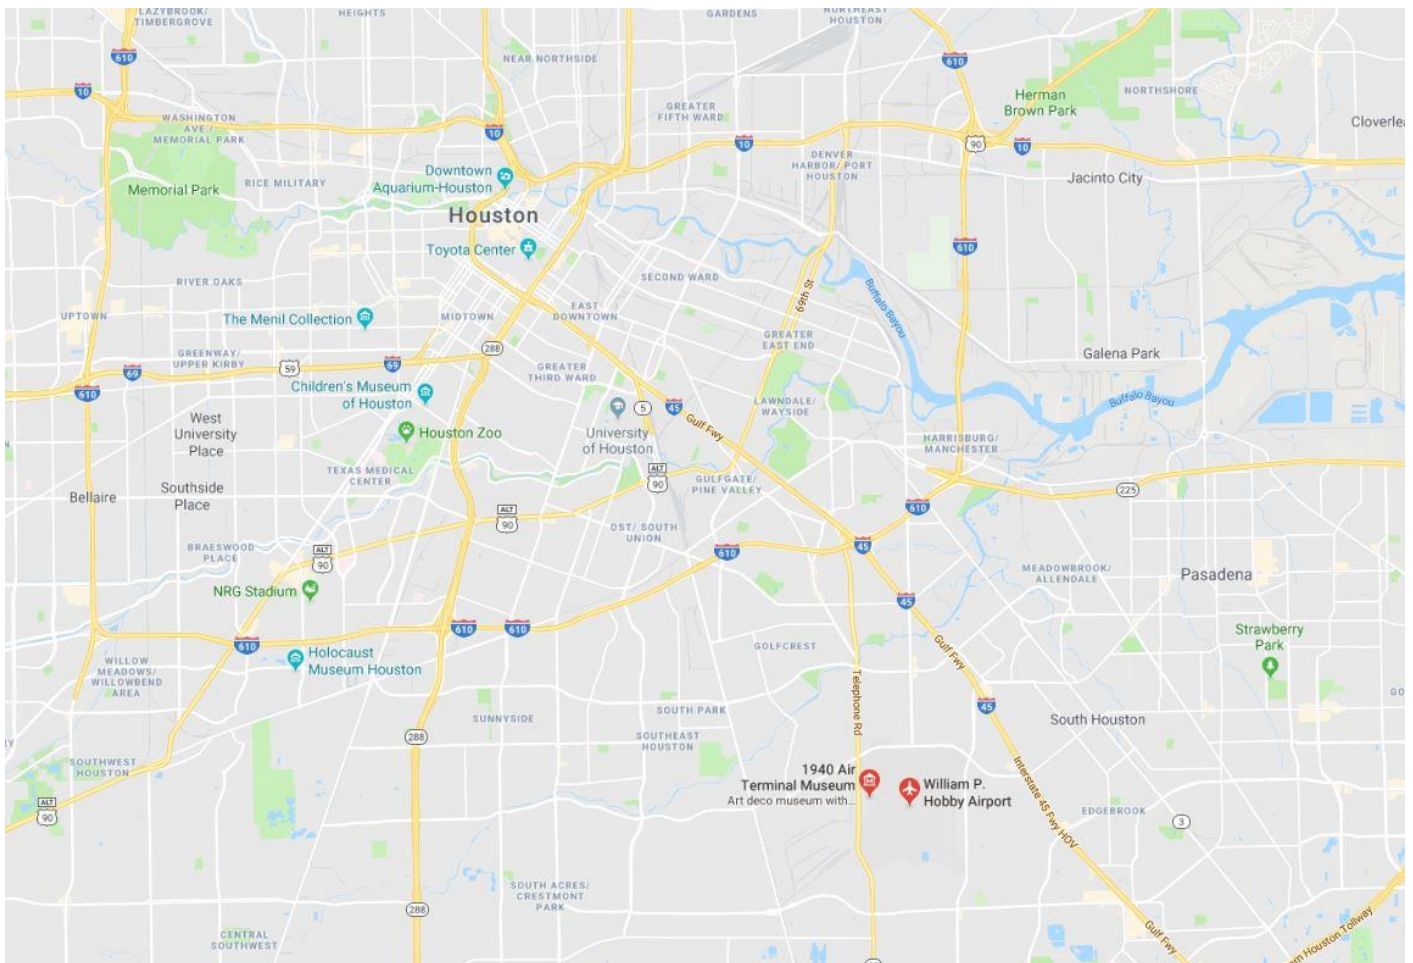 LAZYBROOK/
TIMBERGROVE
HEIGHTS
GARDENS
NORTHEAST
HOUSTON
610
NEAR NORTHSIDE
610
10
WASHINGTON
AVE./
MEMORIAL PARK
GREATER
FIFTH WARD
Herman
Brown Park
NORTHSHORE
Cloverlea
10
10
90
10
DENVER
HARBOR/ PORT
HOUSTON
Memorial Park
RICE MILITARY
Downtown
Aquarium-Houston
Jacinto City
Houston
Toyota Center
610
RIVER OAKS
SECOND WARD
69th St
Buffalo Bayou
UPTOWN
The Menil Collection
MIDTOWN
EAST
DOWNTOWN
GREATER
EAST END
GREENWAY/
UPPER KIRBY
288
Galena Park
69
59
69
GREATER
THIRD WARD
610
Children's Museum
of Houston
Buffalo Bayou
West
University
Place
Houston Zoo
University
of Houston
5
45
Gulf Fwy
LAWNDALE/
WAYSIDE
HARRISBURG/
MANCHESTER
TEXAS MEDICAL
CENTER
ALT
90
GULFGATE/
PINE VALLEY
225
Bellaire
Southside
Place
ALT
90
610
OST/ SOUTH
UNION
BRAESWOOD
PLACE
ALT
90
610
45
MEADOWBROOK/
ALLENDALE
Pasadena
NRG Stadium
45
610
610
610
Gulf Fwy
Strawberry
Park
GOLFCREST
Holocaust
Museum Houston
WILLOW
MEADOWS/
WILLOWBEND
AREA
Telephone Rd
45
SUNNYSIDE
SOUTH PARK
South Houston
288
SOUTHEAST
HOUSTON
SOUTHWEST
HOUSTON
1940 Air
Terminal Museum
Art deco museum with...
William P.
Hobby Airport
Interstate 45 Fwy HOV
ALT
90
EDGEBROOK
3
SOUTH ACRES/
CRESTMONT
PARK
288
CENTRAL
SOUTHWEST
Gulf Fwy
m Houston Tollway